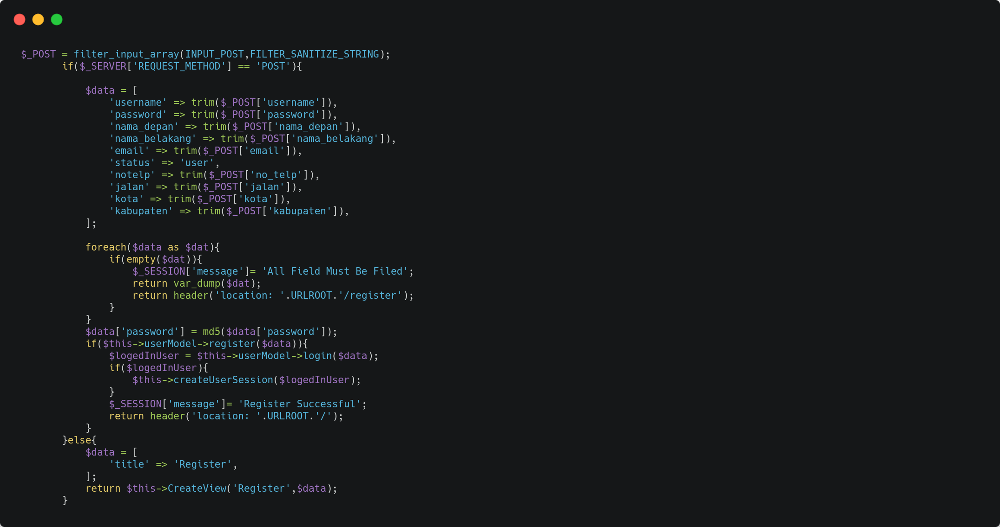 $_POST = filter_input_array(INPUT_POST,FILTER_SANITIZE_STRING);
if($_SERVER['REQUEST_METHOD'] == 'POST'){
$data = [
'username' => trim($_POST['username']),
'password' => trim($_POST['password']),
'nama_depan' => trim($_POST['nama_depan']),
'nama_belakang' => trim($_POST['nama_belakang']),
'email' => trim($_POST['email']),
'status' => 'user',
'notelp' => trim($_POST['no_telp']),
'jalan' => trim($_POST['jalan']),
'kota' => trim($_POST['kota']),
'kabupaten' => trim($_POST['kabupaten']),
];
foreach($data as $dat){
if(empty($dat)){
$_SESSION['message']= 'All Field Must Be Filed';
return var_dump($dat);
return header('location: '.URLROOT.'/register');
}
}
$data['password'] = md5($data['password']);
if($this->userModel->register($data)){
$logedInUser = $this->userModel->login($data);
if($logedInUser){
$this->createUserSession($logedInUser);
}
$_SESSION['message']= 'Register Successful';
return header('location: '.URLROOT.'/');
}
}else{
$data = [
'title' => 'Register',
];
return $this->CreateView('Register',$data);
}